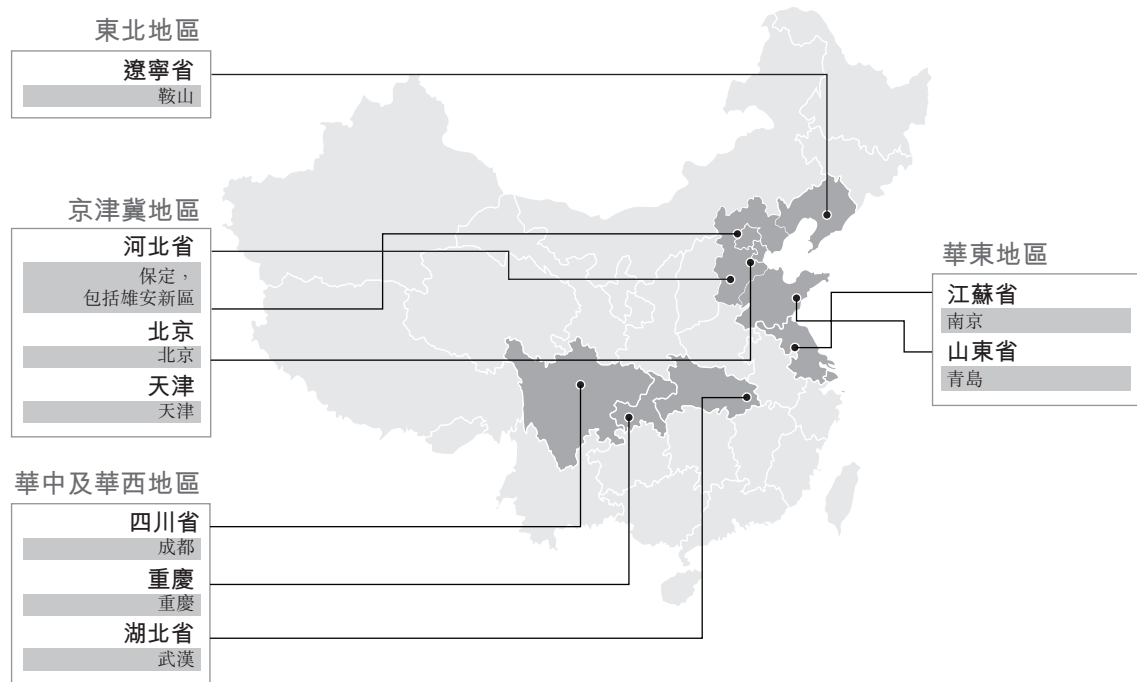 東北地區
遼寧省
鞍山
京津冀地區
河北省
保定，
包括雄安新區
北京
北京
天津
天津
華中及華西地區
四川省
成都
重慶
重慶
湖北省
武漢
華東地區
江蘇省
南京
山東省
青島